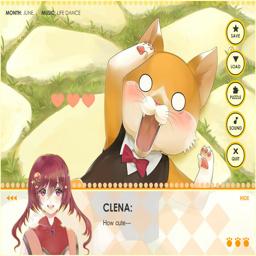 MONTH: JUNE, MUSIC: LIFE DANCE
SAVE
LOAD
PUZZLE
SOUND
QUIT
HIDE
CLENA:
How cute—